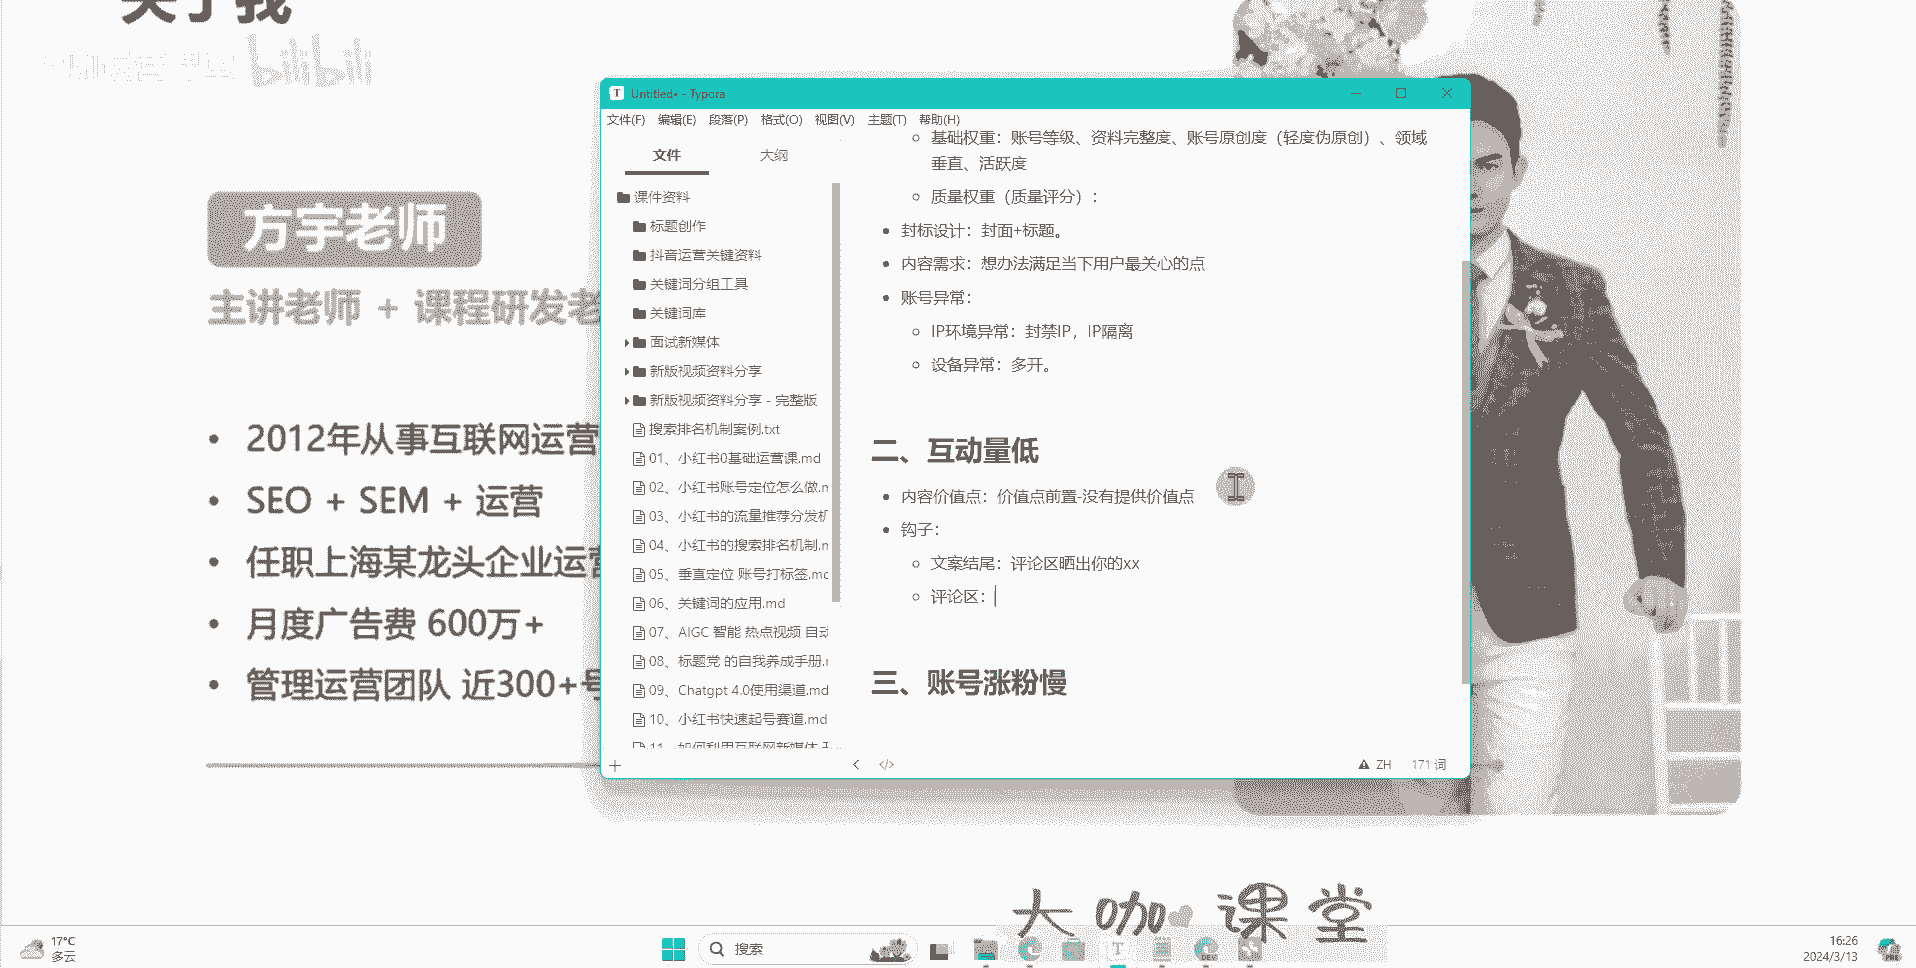 关于我
bilibili
方宇老师
主讲老师 + 课程研发老
2012年从事互联网运营
SEO + SEM + 运营
任职上海某龙头企业运营
月度广告费 600万+
管理运营团队 近300+号
Untitled• - Typora
文件(F) 编辑(E) 段落(P) 格式(O) 视图(V) 主题(T) 帮助(H)
文件 大纲
课件资料
标题创作
抖音运营关键资料
关键词分组工具
关键词库
面试新媒体
新版视频资料分享
新版视频资料分享 - 完整版
搜索排名机制案例.txt
01、小红书0基础运营课.md
02、小红书账号定位怎么做.m
03、小红书的流量推荐分发机
04、小红书的搜索排名机制.m
05、垂直定位 账号打标签.md
06、关键词的应用.md
07、AIGC 智能 热点视频 自动
08、标题党 的自我养成手册.m
09、Chatgpt 4.0使用渠道.md
10、小红书快速起号赛道.md
11、如何利用互联网新媒体
基础权重：账号等级、资料完整度、账号原创度（轻度伪原创）、领域
垂直、活跃度
质量权重（质量评分）：
封标设计：封面+标题。
内容需求：想办法满足当下用户最关心的点
账号异常：
IP环境异常：封禁IP，IP隔离
设备异常：多开。
二、互动量低
内容价值点：价值点前置-没有提供价值点
钩子：
文案结尾：评论区晒出你的xx
评论区：
三、账号涨粉慢
ZH 171 词
大咖课堂
17°C
多云
搜索
16:26
2024/3/13